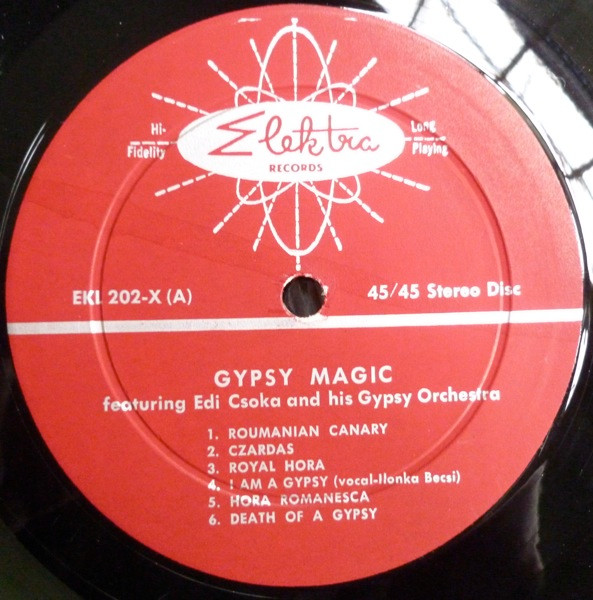 Hi-
Fidelity
Elektra
RECORDS
Long
Playing
EKL 202-X (A)
45/45 Stereo Disc
GYPSY MAGIC
featuring Edi Csoka and his Gypsy Orchestra
1. ROUMANIAN CANARY
2. CZARDAS
3. ROYAL HORA
4. I AM A GYPSY (vocal-Ilonka Becsi)
5. HORA ROMANESCA
6. DEATH OF A GYPSY